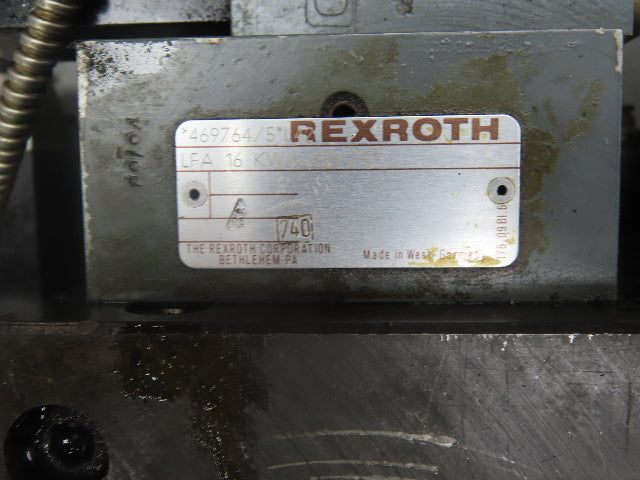 *469764/5* REXROTH
LFA 16 KW
740
THE REXROTH CORPORATION
BETHLEHEM PA
Made in West-Germany